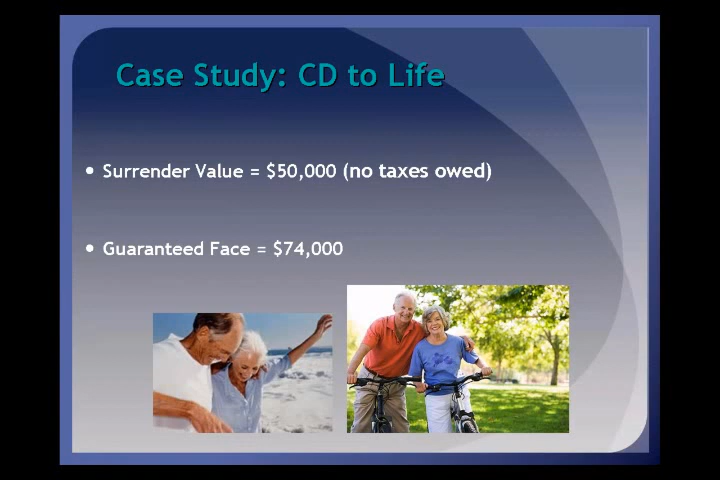 Case Study: CD to Life
• Surrender Value = $50,000 (no taxes owed)
• Guaranteed Face = $74,000